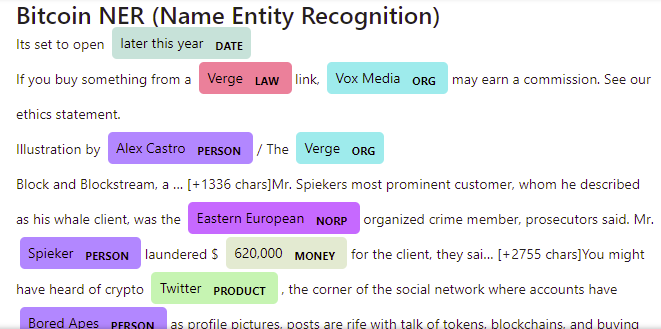 Bitcoin NER (Name Entity Recognition)
Its set to open later this year DATE
If you buy something from a Verge LAW link, Vox Media ORG may earn a commission. See our
ethics statement.
Illustration by Alex Castro PERSON / The Verge ORG
Block and Blockstream, a ... [+1336 chars]Mr. Spiekers most prominent customer, whom he described
as his whale client, was the Eastern European NORP organized crime member, prosecutors said. Mr.
Spieker PERSON laundered $ 620,000 MONEY for the client, they sai... [+2755 chars]You might
have heard of crypto Twitter PRODUCT , the corner of the social network where accounts have
Bored Apes PERSON as profile pictures, posts are rife with talk of tokens, blockchains, and buying